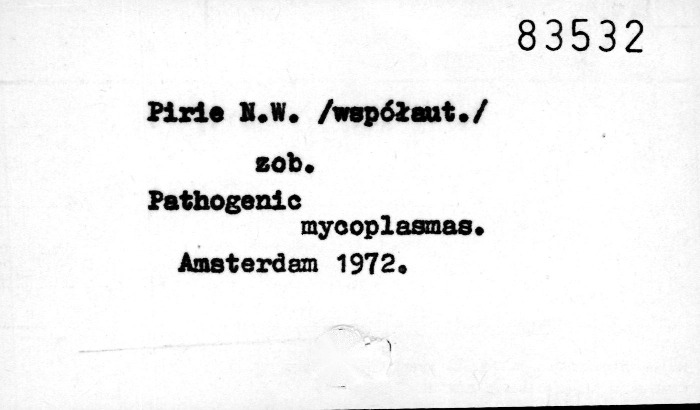 83532
Pirie N.W. /współaut./
zob.
Pathogenic
mycoplasmas.
Amsterdam 1972.